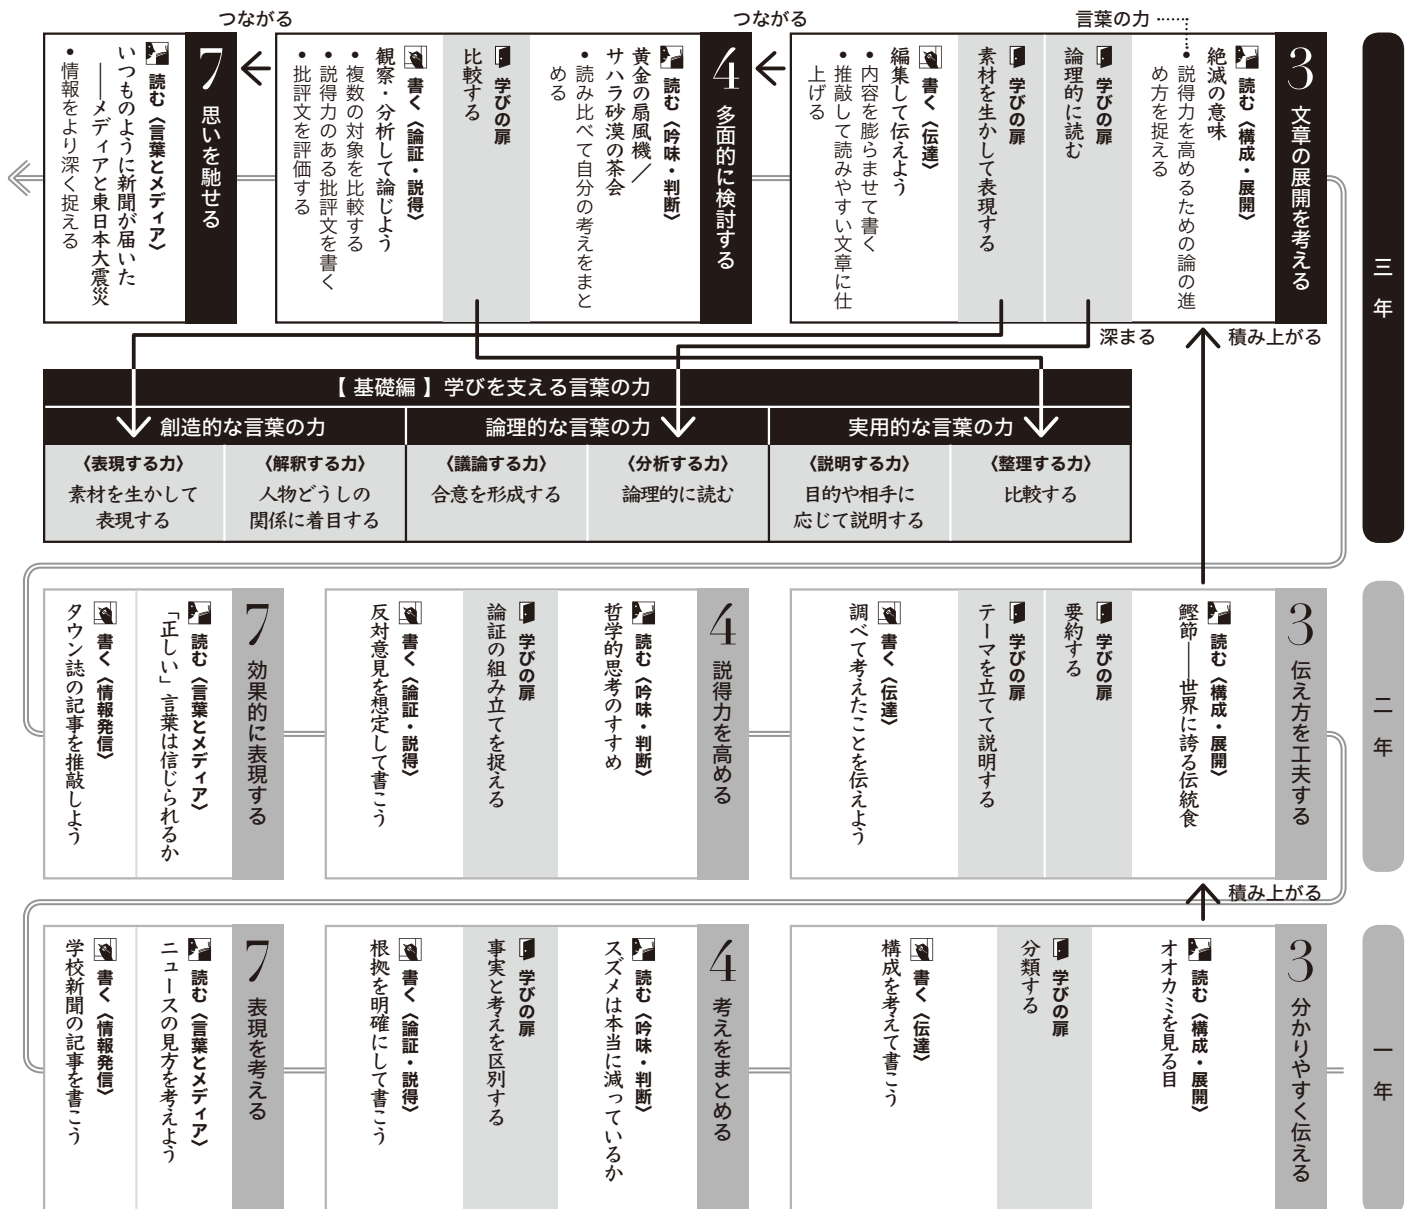 三年
言葉の力
3 文章の展開を考える
読む〈構成・展開〉
絶滅の意味
• 説得力を高めるための論の進
め方を捉える
学びの扉
論理的に読む
学びの扉
素材を生かして表現する
書く〈伝達〉
編集して伝えよう
• 内容を膨らませて書く
• 推敲して読みやすい文章に仕
上げる
つながる
4 多面的に検討する
読む〈吟味・判断〉
黄金の扇風機／
サハラ砂漠の茶会
• 読み比べて自分の考えをまと
める
学びの扉
比較する
書く〈論証・説得〉
観察・分析して論じよう
• 複数の対象を比較する
• 説得力のある批評文を書く
• 批評文を評価する
つながる
7 思いを馳せる
読む〈言葉とメディア〉
いつものように新聞が届いた
――メディアと東日本大震災
• 情報をより深く捉える
積み上がる
深まる
【 基礎編 】学びを支える言葉の力
創造的な言葉の力
論理的な言葉の力
実用的な言葉の力
〈表現する力〉
素材を生かして
表現する
〈解釈する力〉
人物どうしの
関係に着目する
〈議論する力〉
合意を形成する
〈分析する力〉
論理的に読む
〈説明する力〉
目的や相手に
応じて説明する
〈整理する力〉
比較する
二年
3 伝え方を工夫する
読む〈構成・展開〉
鰹節――世界に誇る伝統食
学びの扉
要約する
学びの扉
テーマを立てて説明する
書く〈伝達〉
調べて考えたことを伝えよう
4 説得力を高める
読む〈吟味・判断〉
哲学的思考のすすめ
学びの扉
論証の組み立てを捉える
書く〈論証・説得〉
反対意見を想定して書こう
7 効果的に表現する
読む〈言葉とメディア〉
「正しい」言葉は信じられるか
書く〈情報発信〉
タウン誌の記事を推敲しよう
積み上がる
一年
3 分かりやすく伝える
読む〈構成・展開〉
オオカミを見る目
学びの扉
分類する
書く〈伝達〉
構成を考えて書こう
4 考えをまとめる
読む〈吟味・判断〉
スズメは本当に減っているか
学びの扉
事実と考えを区別する
書く〈論証・説得〉
根拠を明確にして書こう
7 表現を考える
読む〈言葉とメディア〉
ニュースの見方を考えよう
書く〈情報発信〉
学校新聞の記事を書こう